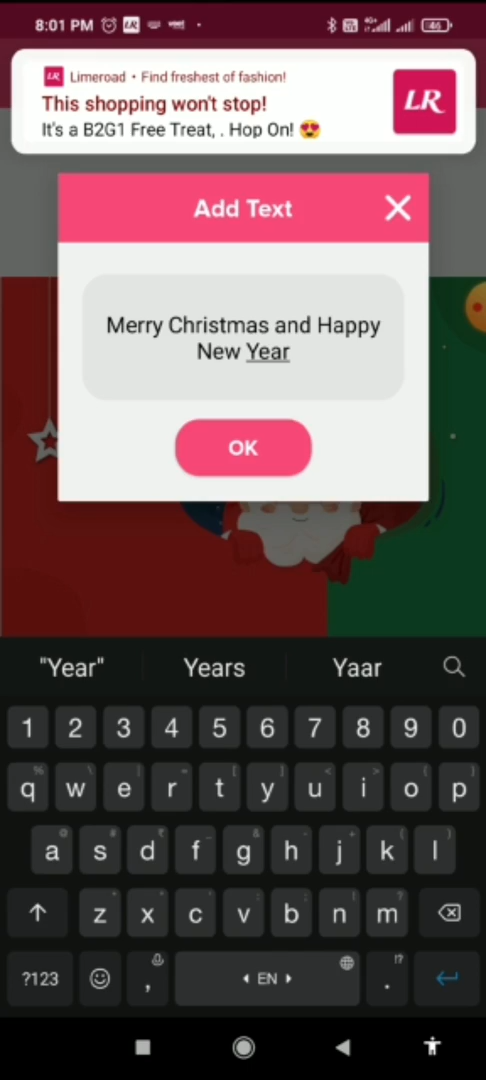 8:01 PM
46
LR Limeroad • Find freshest of fashion!
This shopping won't stop!
It's a B2G1 Free Treat, . Hop On! 😍
LR
Add Text
Merry Christmas and Happy
New Year
OK
"Year" Years Yaar
1 2 3 4 5 6 7 8 9 0
q w e r t y u i o p
a s d f g h j k l
z x c v b n m
?123 , EN . !?